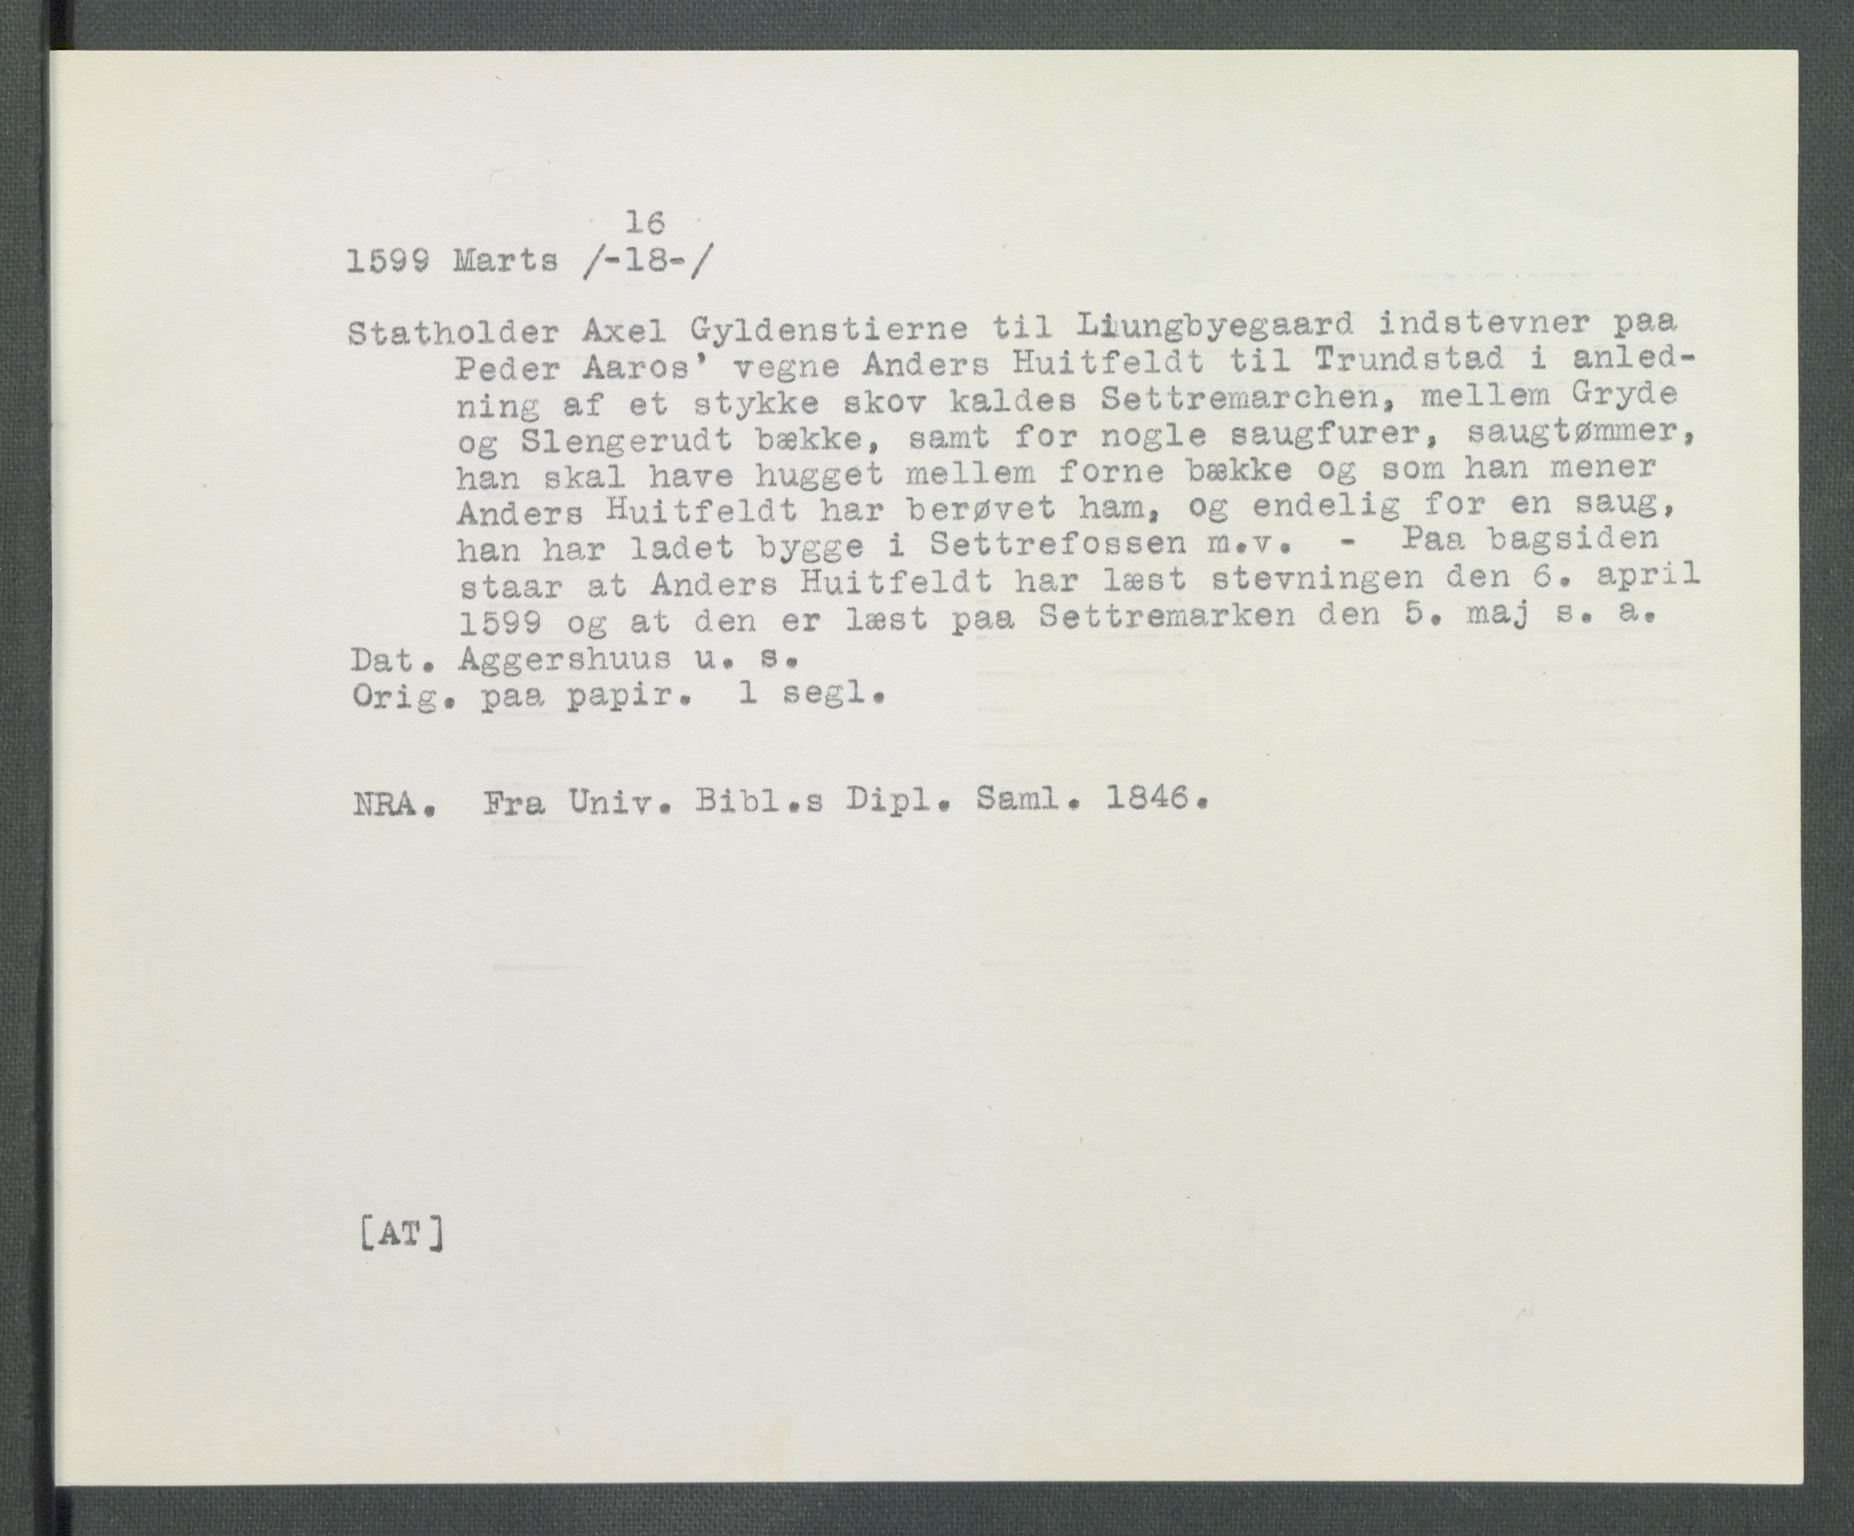 16
1599 Marts /-18-/
Statholder Axel Gyldenstierne til Liungbyegaard indstevner paa
Peder Aaros' vegne Anders Huitfeldt til Trundstad i anled-
ning af et stykke skov kaldes Settremarchen, mellem Gryde
og Slengerudt bække, samt for nogle saugfurer, saugtømmer,
han skal have hugget mellem forne bække og som han mener
Anders Huitfeldt har berøvet ham, og endelig for en saug,
han har ladet bygge i Settrefossen m.v. - Paa bagsiden
staar at Anders Huitfeldt har læst stevningen den 6. april
1599 og at den er læst paa Settremarken den 5. maj s. a.
Dat. Aggershuus u. s.
Orig. paa papir. 1 segl.
NRA. Fra Univ. Bibl.s Dipl. Saml. 1846.
[AT]